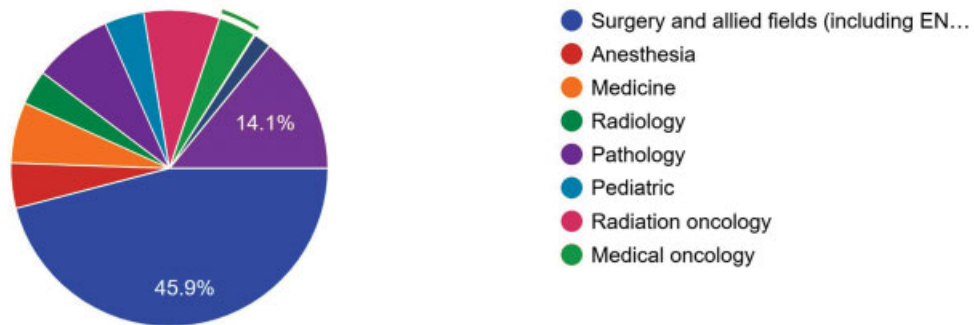 Surgery and allied fields (including EN...
Anesthesia
Medicine
Radiology
Pathology
Pediatric
Radiation oncology
Medical oncology
14.1%
45.9%